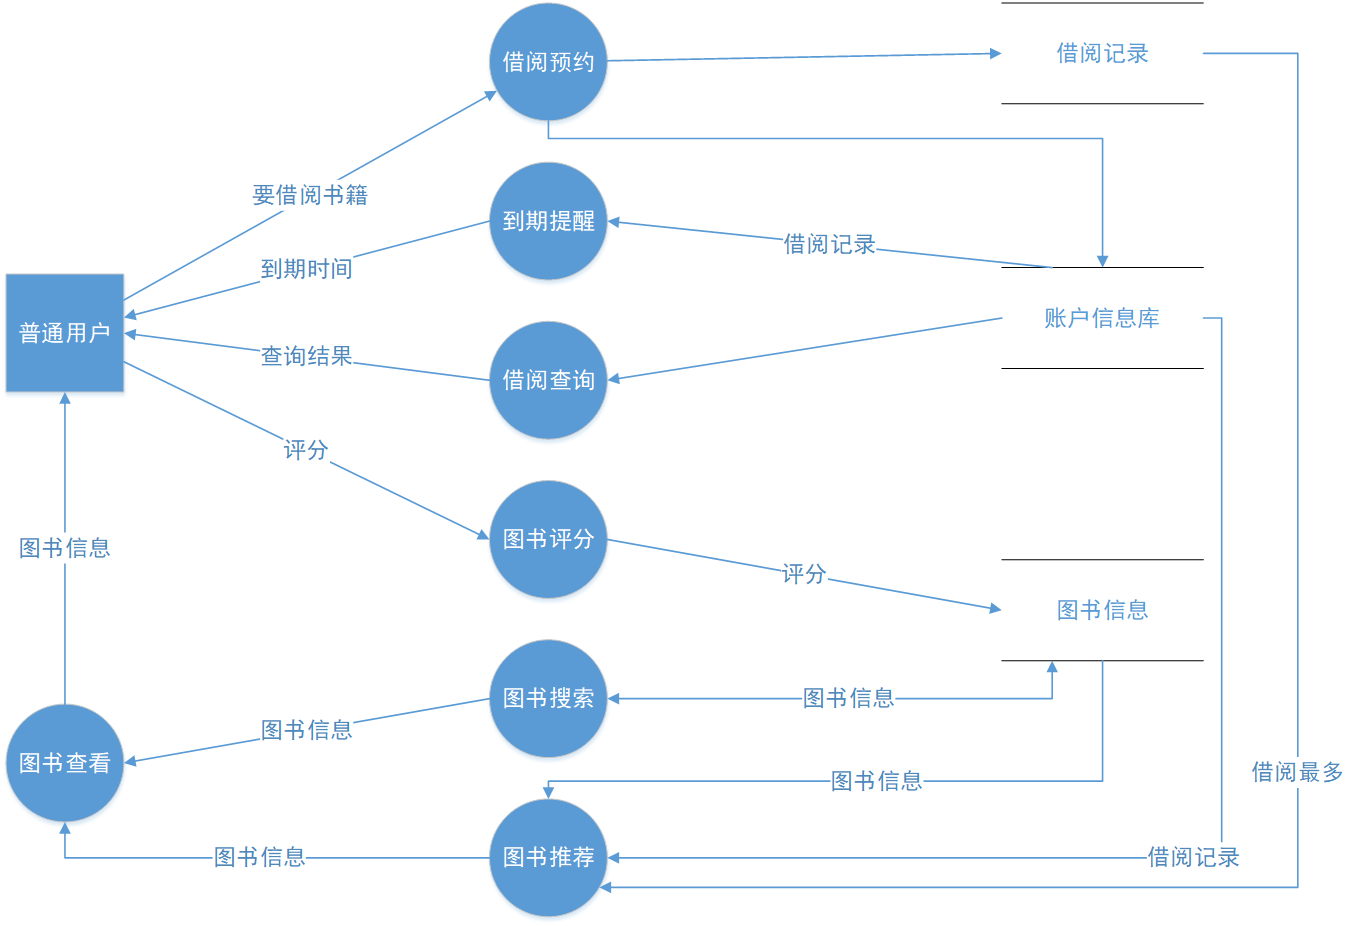 借阅预约
借阅记录
要借阅书籍
到期提醒
借阅记录
到期时间
普通用户
账户信息库
查询结果
借阅查询
评分
图书评分
图书信息
评分
图书信息
图书搜索
图书信息
图书信息
图书查看
图书信息
借阅最多
图书信息
图书推荐
借阅记录